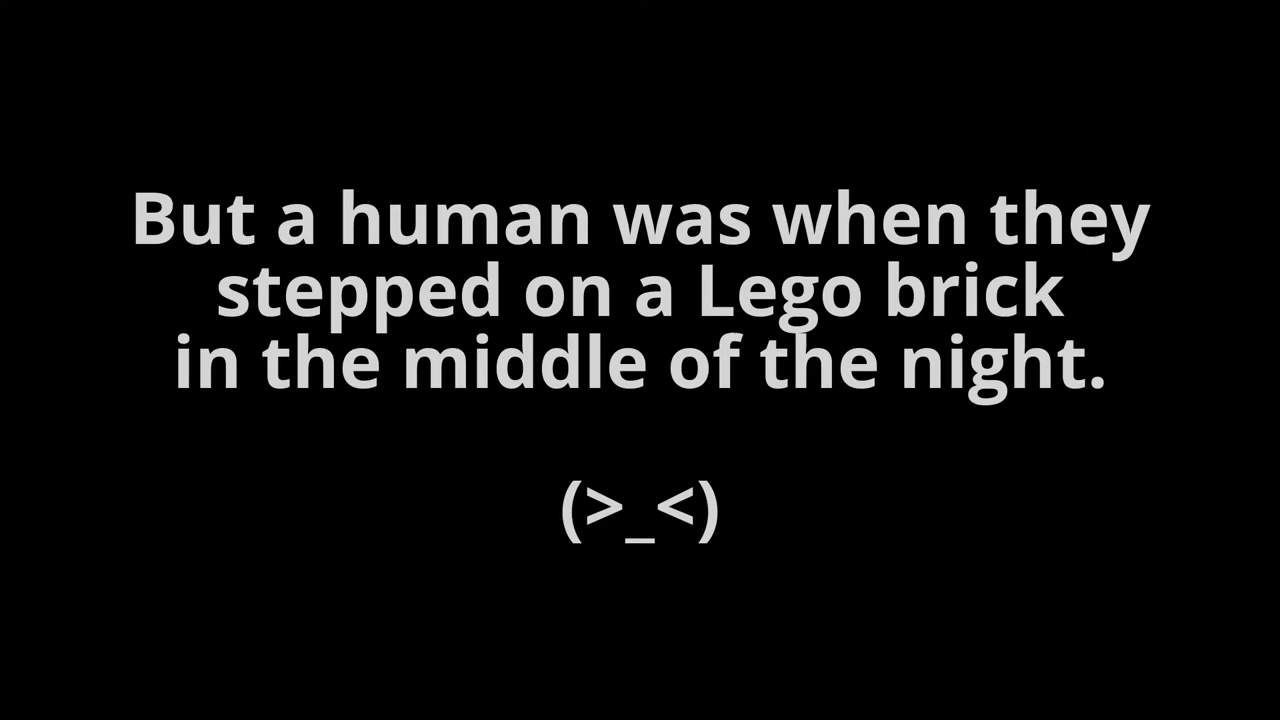 But a human was when they
stepped on a Lego brick
in the middle of the night.
(>_<)